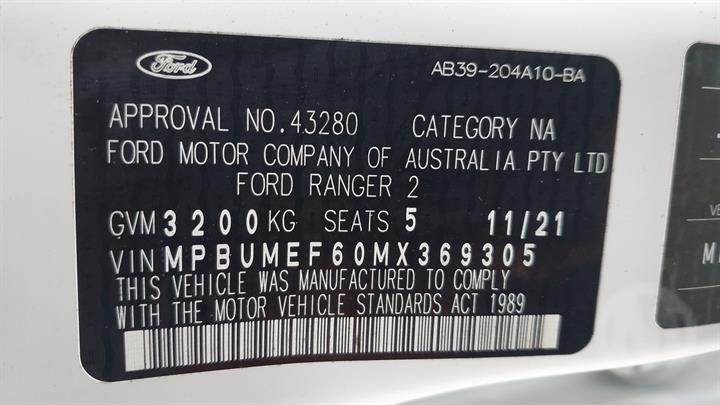 Ford
AB39-204A10-BA
APPROVAL NO.43280 CATEGORY NA
FORD MOTOR COMPANY OF AUSTRALIA PTY LTD
FORD RANGER 2
GVM 3200KG SEATS 5 11/21
VIN MPBUMEF60MX369305
THIS VEHICLE WAS MANUFACTURED TO COMPLY
WITH THE MOTOR VEHICLE STANDARDS ACT 1989